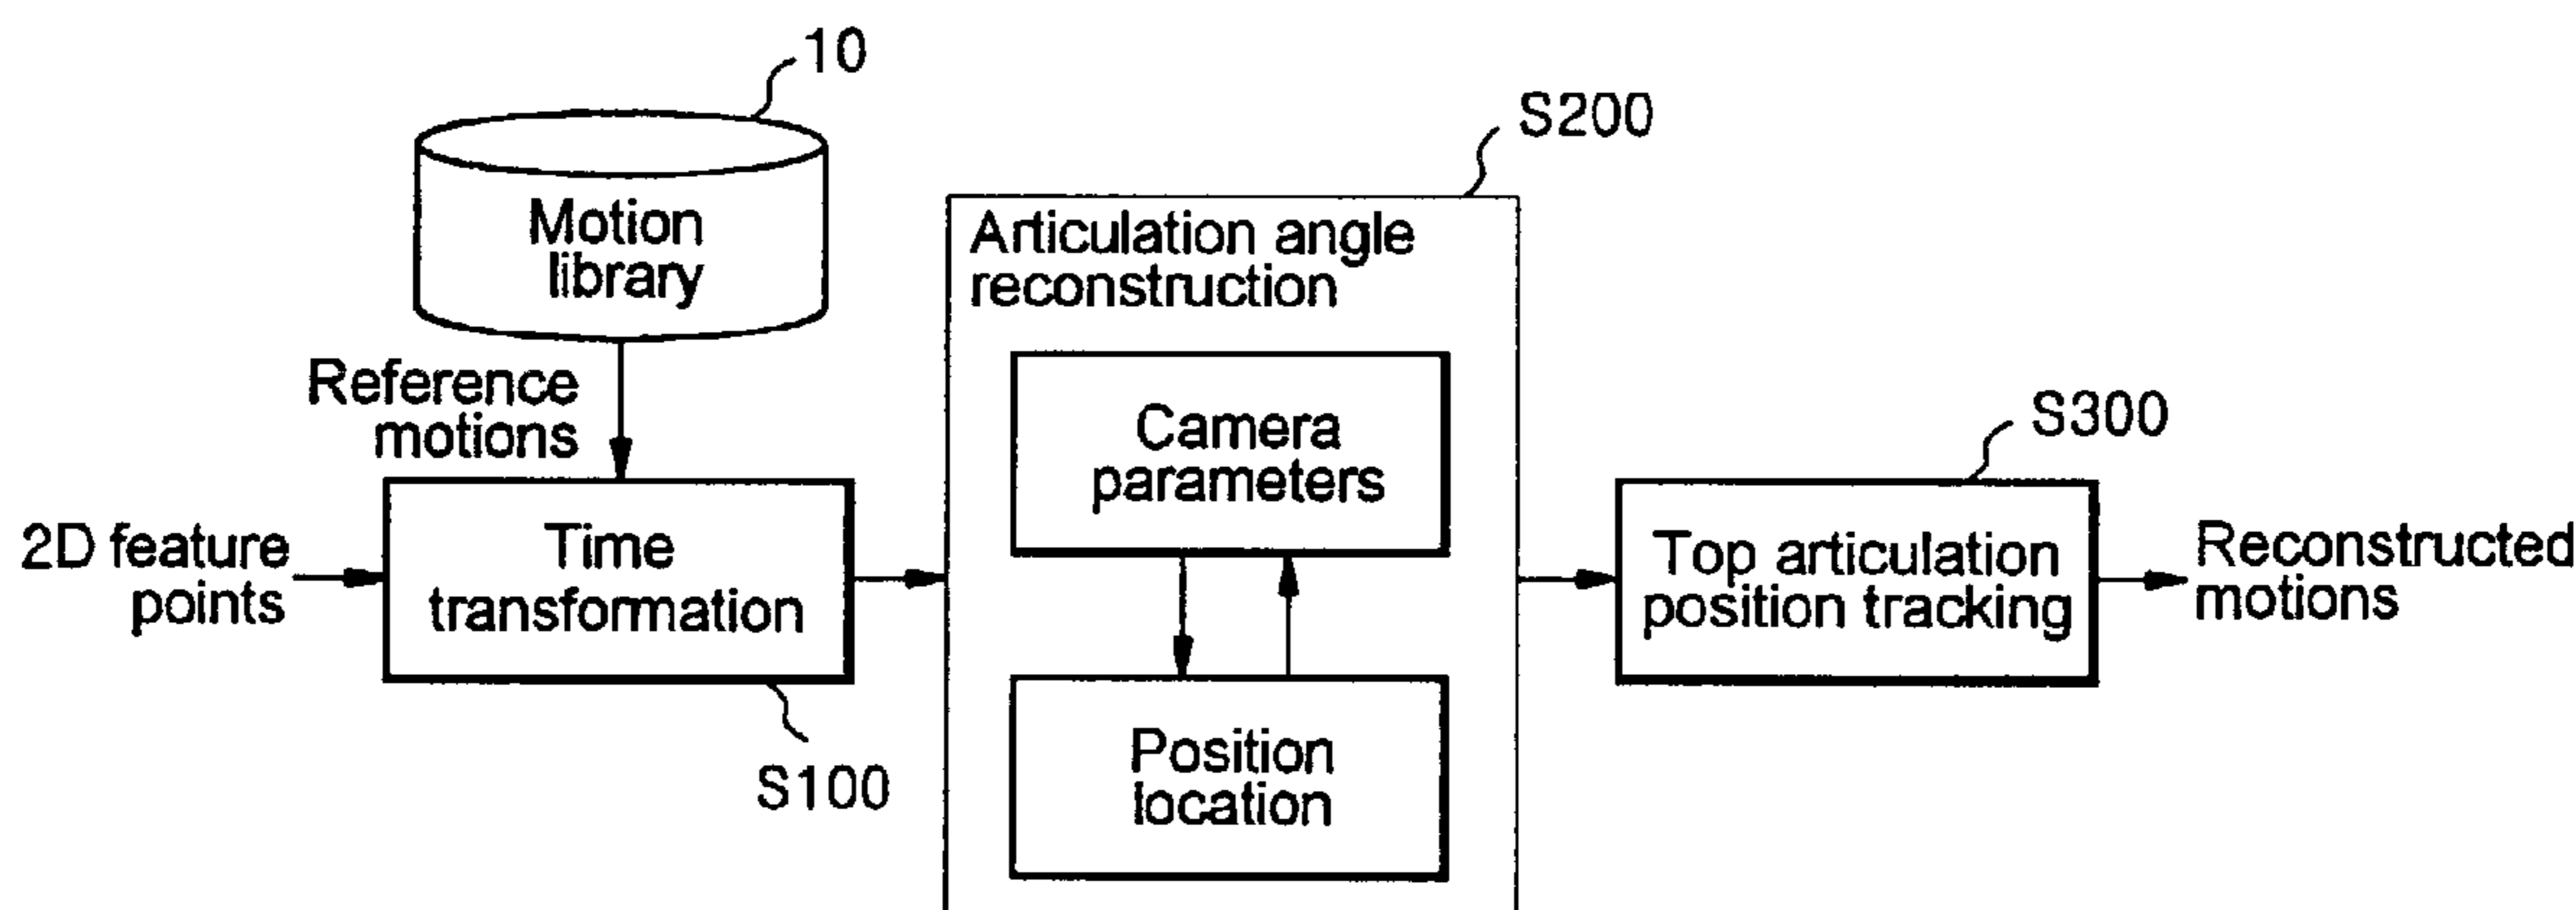 10
S200
Motion
library
Articulation angle
reconstruction
Reference
motions
Camera
parameters
S300
2D feature
points
Time
transformation
Top articulation
position tracking
Reconstructed
motions
Position
location
S100